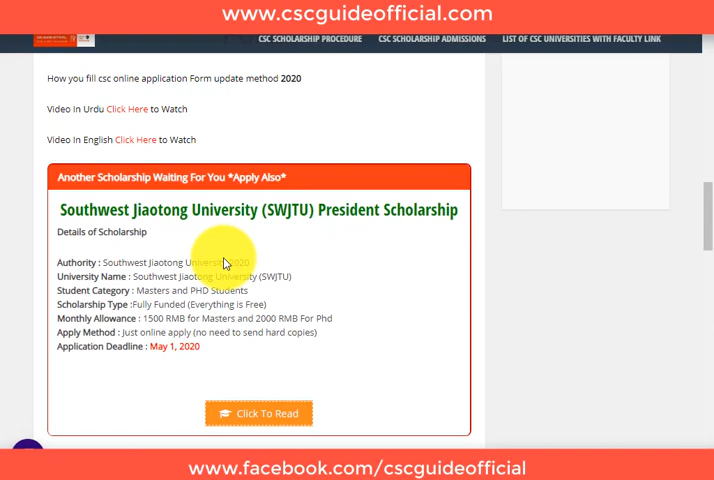 www.cscguideofficial.com
CSC SCHOLARSHIP PROCEDURE CSC SCHOLARSHIP ADMISSIONS LIST OF CSC UNIVERSITIES WITH FACULTY LINK
How you fill csc online application Form update method 2020
Video In Urdu Click Here to Watch
Video In English Click Here to Watch
Another Scholarship Waiting For You *Apply Also*
Southwest Jiaotong University (SWJTU) President Scholarship
Details of Scholarship
Authority : Southwest Jiaotong University 2020
University Name : Southwest Jiaotong University (SWJTU)
Student Category : Masters and PHD Students
Scholarship Type :Fully Funded (Everything is Free)
Monthly Allowance : 1500 RMB for Masters and 2000 RMB For Phd
Apply Method : Just online apply (no need to send hard copies)
Application Deadline : May 1, 2020
Click To Read
www.facebook.com/cscguideofficial